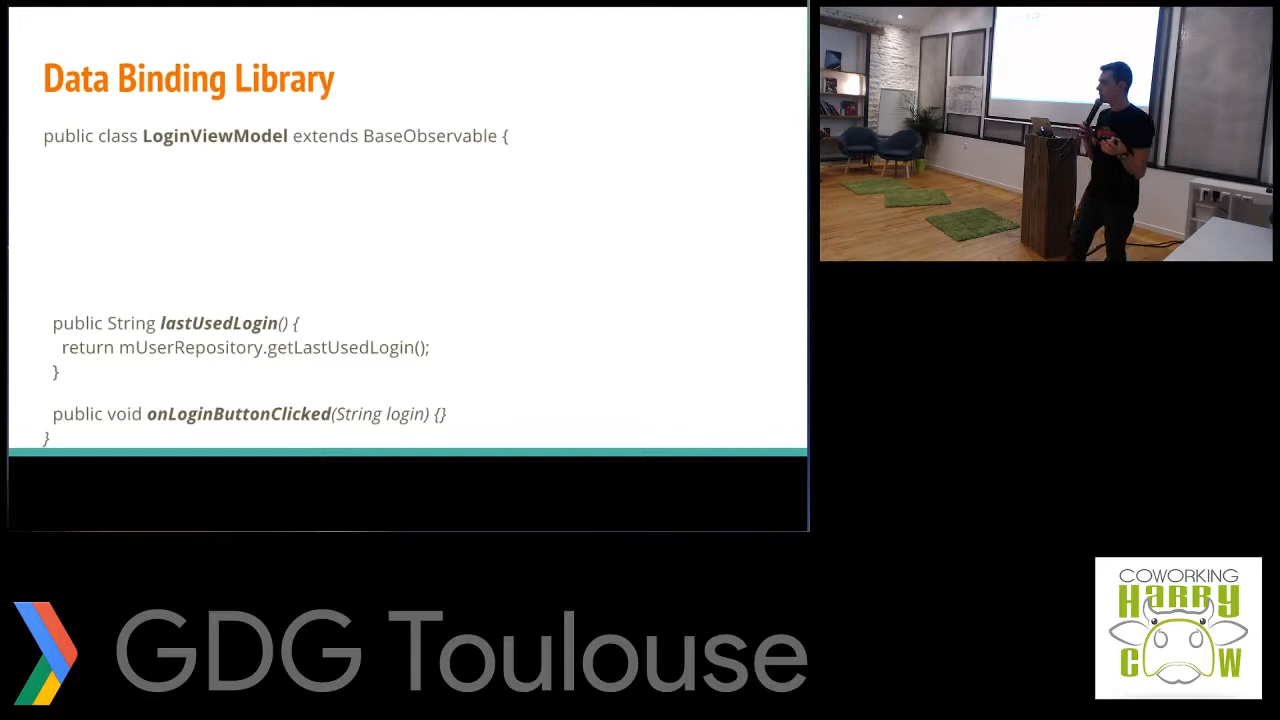 Data Binding Library
public class LoginViewModel extends BaseObservable {
public String lastUsedLogin() {
return mUserRepository.getLastUsedLogin();
}
public void onLoginButtonClicked(String login) {}
}
GDG Toulouse
COWORKING
HARRY
COW